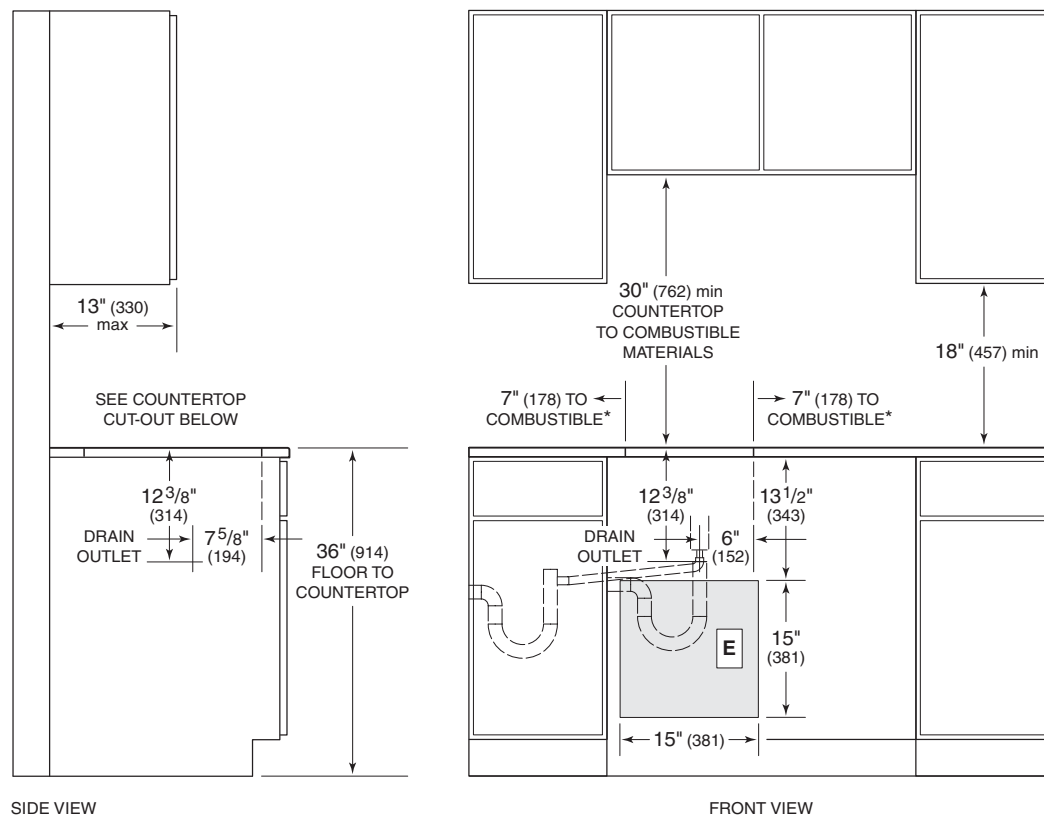 13" (330)
max
SEE COUNTERTOP
CUT-OUT BELOW
12 3/8"
(314)
DRAIN
OUTLET
7 5/8"
(194)
36" (914)
FLOOR TO
COUNTERTOP
SIDE VIEW
30" (762) min
COUNTERTOP
TO COMBUSTIBLE
MATERIALS
18" (457) min
7" (178) TO
COMBUSTIBLE*
7" (178) TO
COMBUSTIBLE*
12 3/8"
(314)
DRAIN
OUTLET
6"
(152)
13 1/2"
(343)
E
15"
(381)
15" (381)
FRONT VIEW